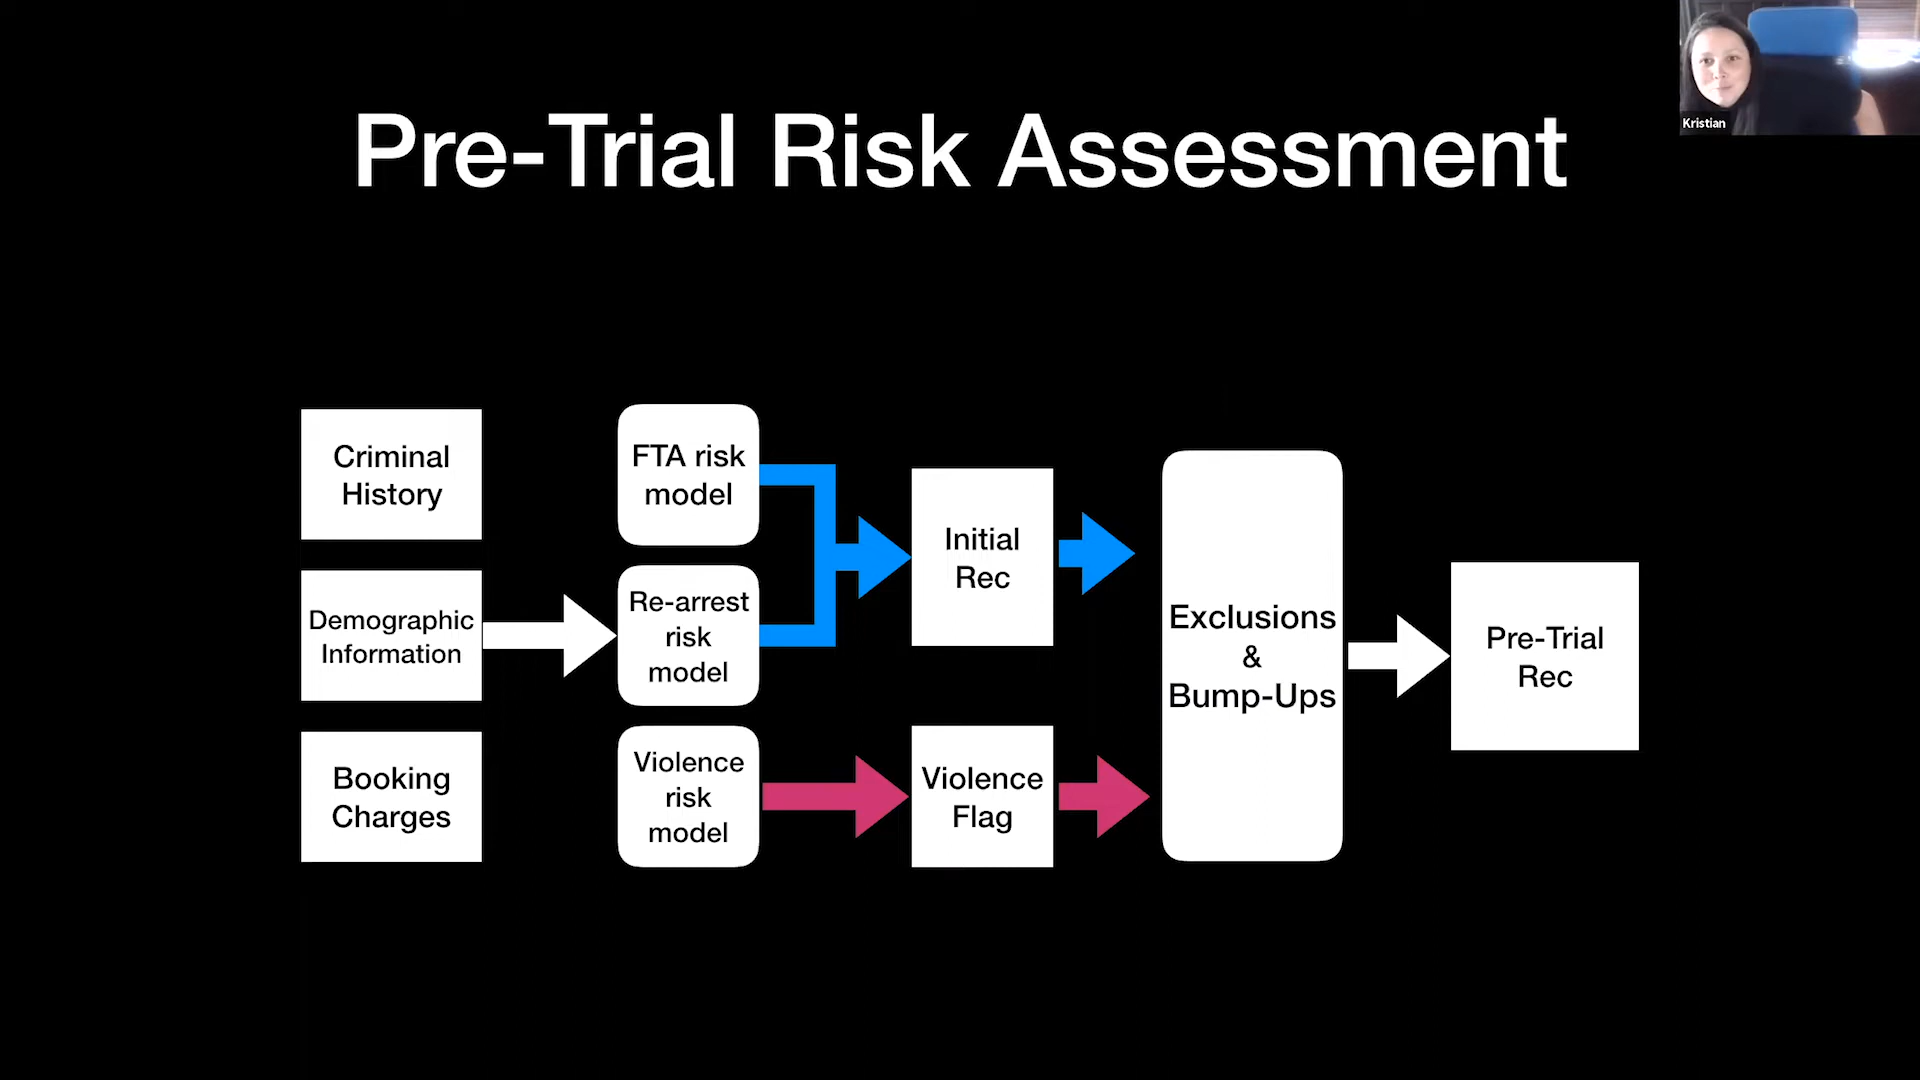 Kristian
Pre-Trial Risk Assessment
Criminal
History
Demographic
Information
Booking
Charges
FTA risk
model
Re-arrest
risk
model
Violence
risk
model
Initial
Rec
Violence
Flag
Exclusions
&
Bump-Ups
Pre-Trial
Rec